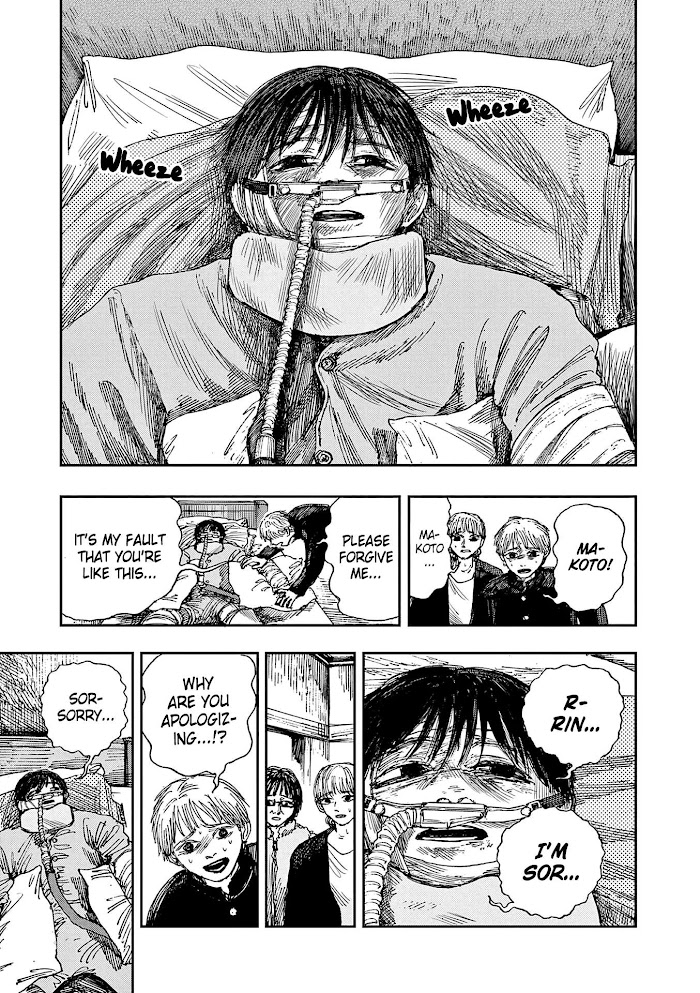 Wheeze
Wheeze
MA-
KOTO!
MA-
KOTO
...
PLEASE
FORGIVE
ME...
IT'S MY FAULT
THAT YOU'RE
LIKE THIS...
R-
RIN...
I'M
SOR...
WHY
ARE YOU
APOLOGIZ-
ING...!?
SOR-
SORRY...